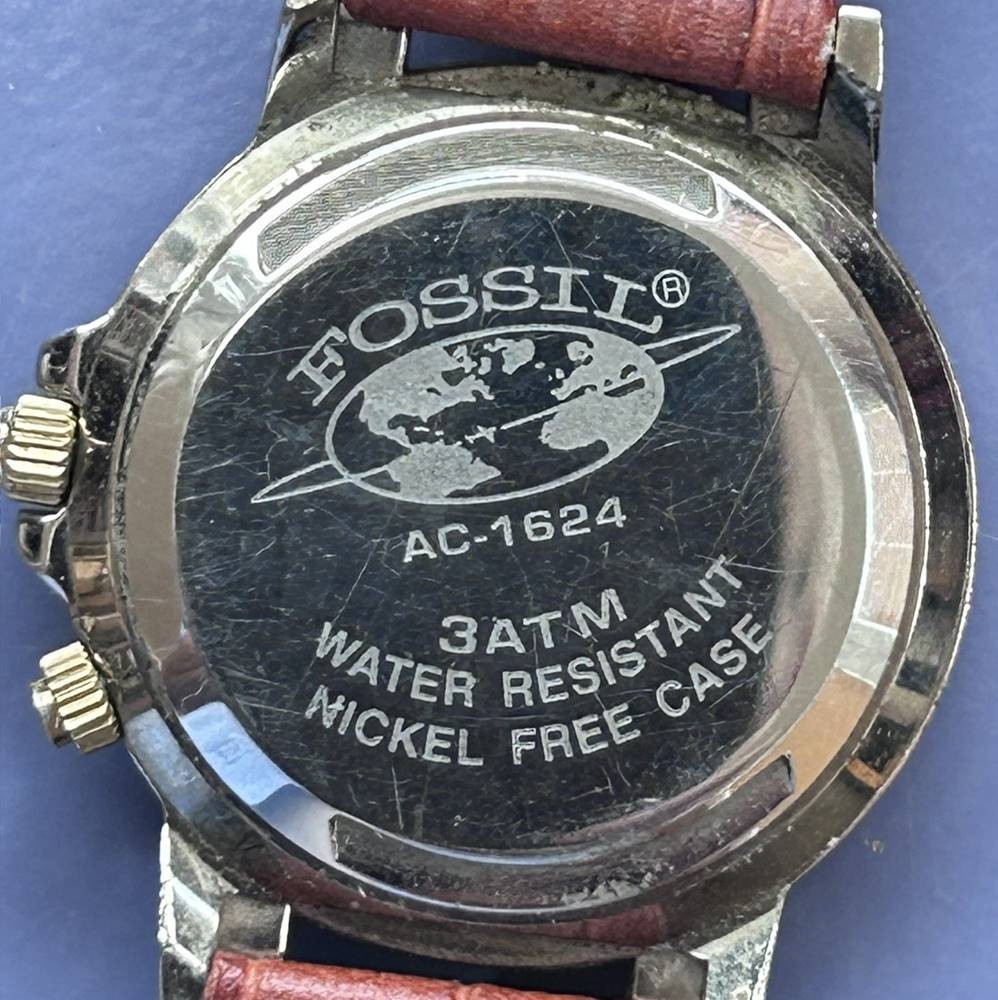 FOSSIL®
AC-1624
3ATM
WATER RESISTANT
NICKEL FREE CASE